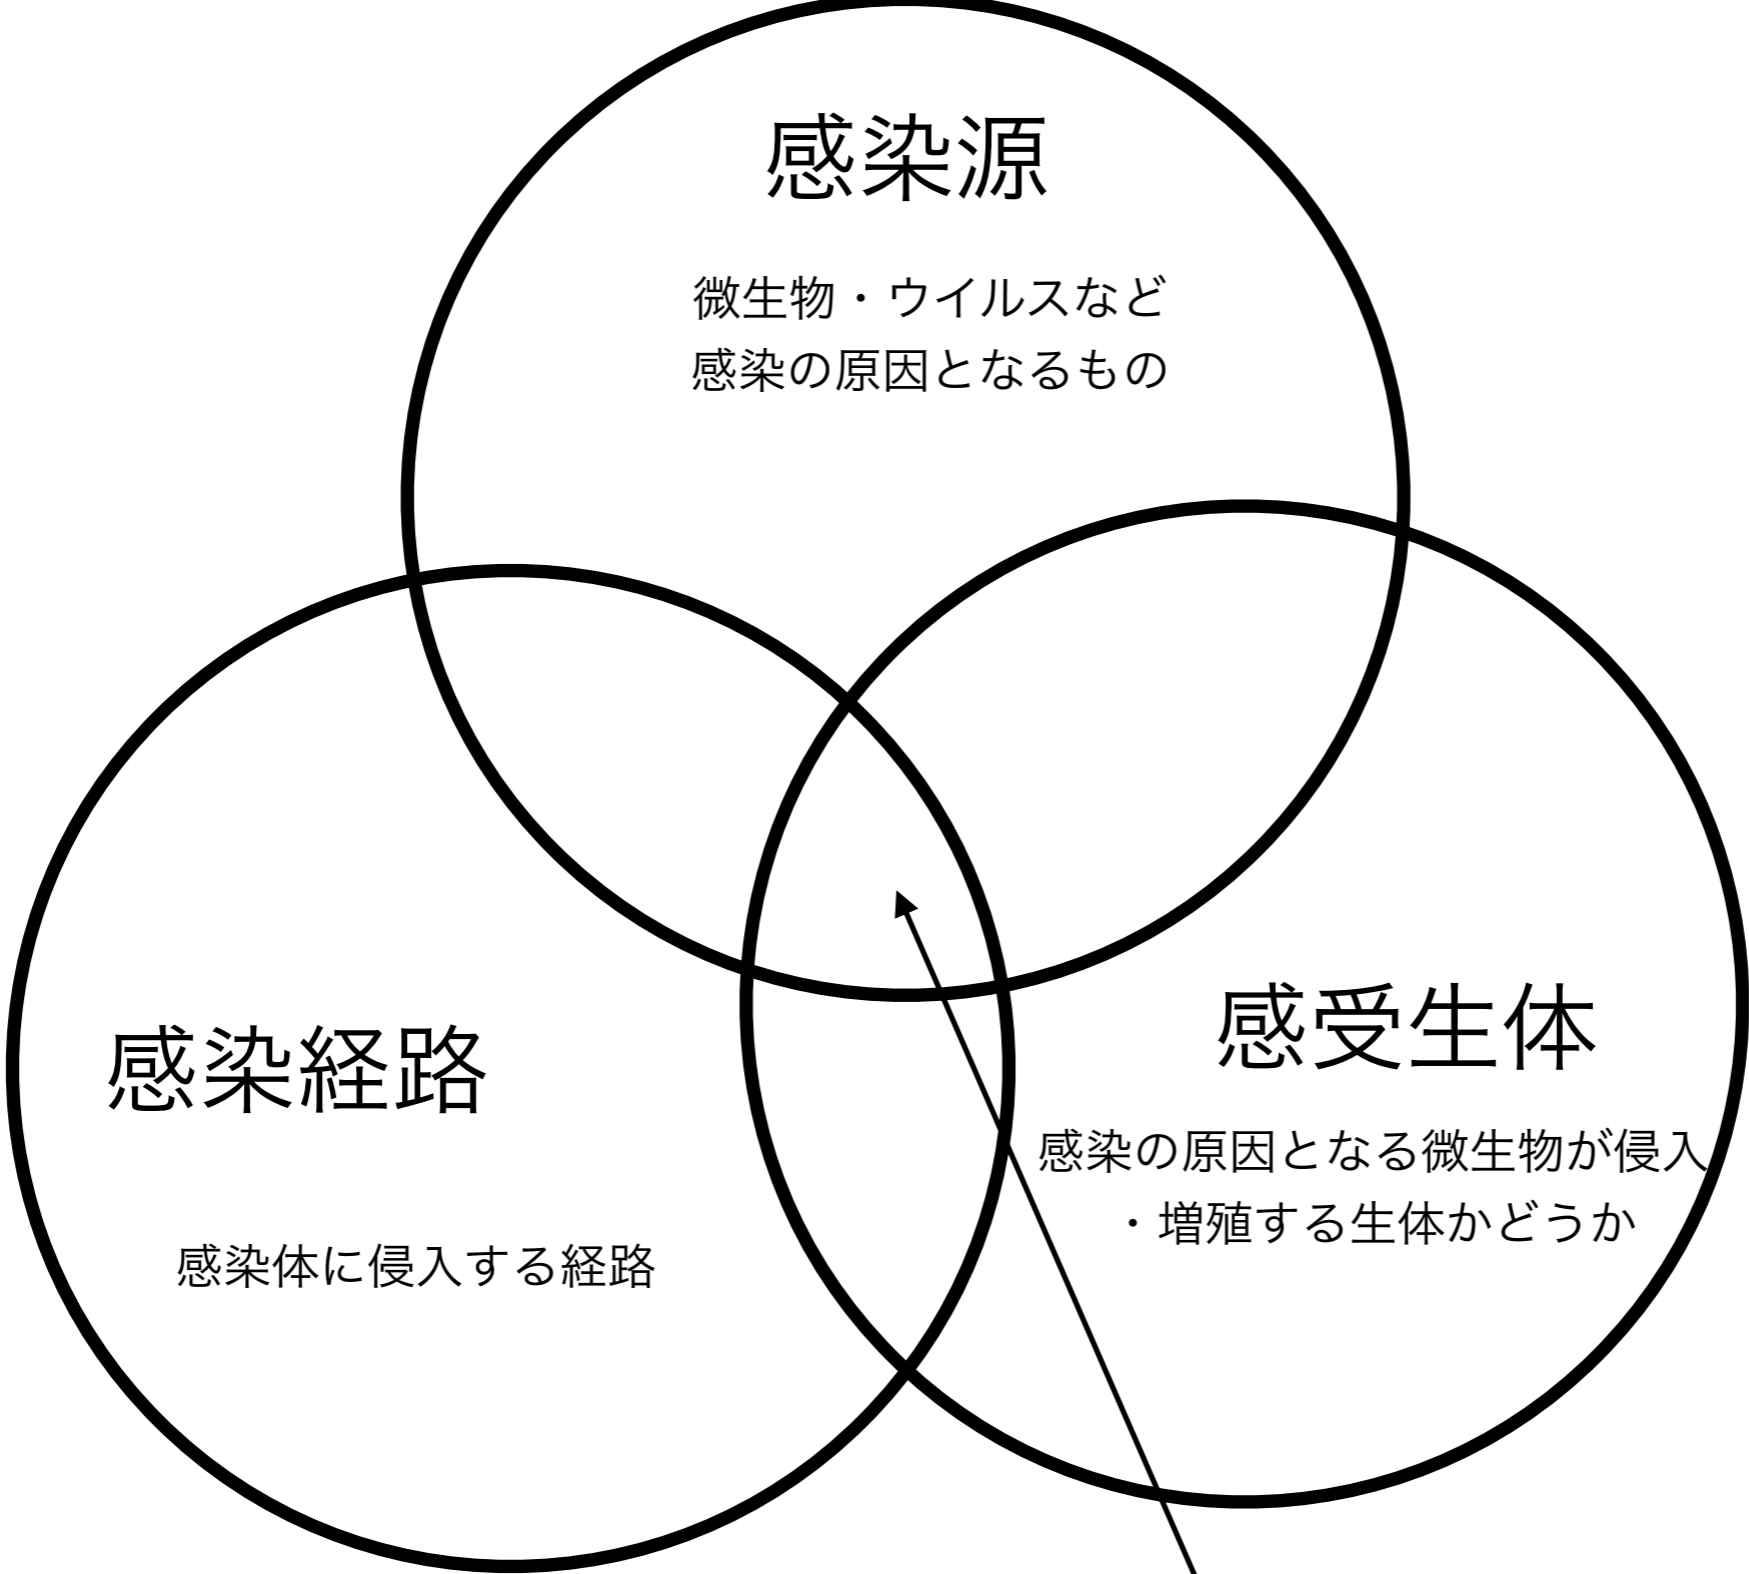 感染源
微生物・ウイルスなど
感染の原因となるもの
感染経路
感染体に侵入する経路
感受生体
感染の原因となる微生物が侵入
・増殖する生体かどうか